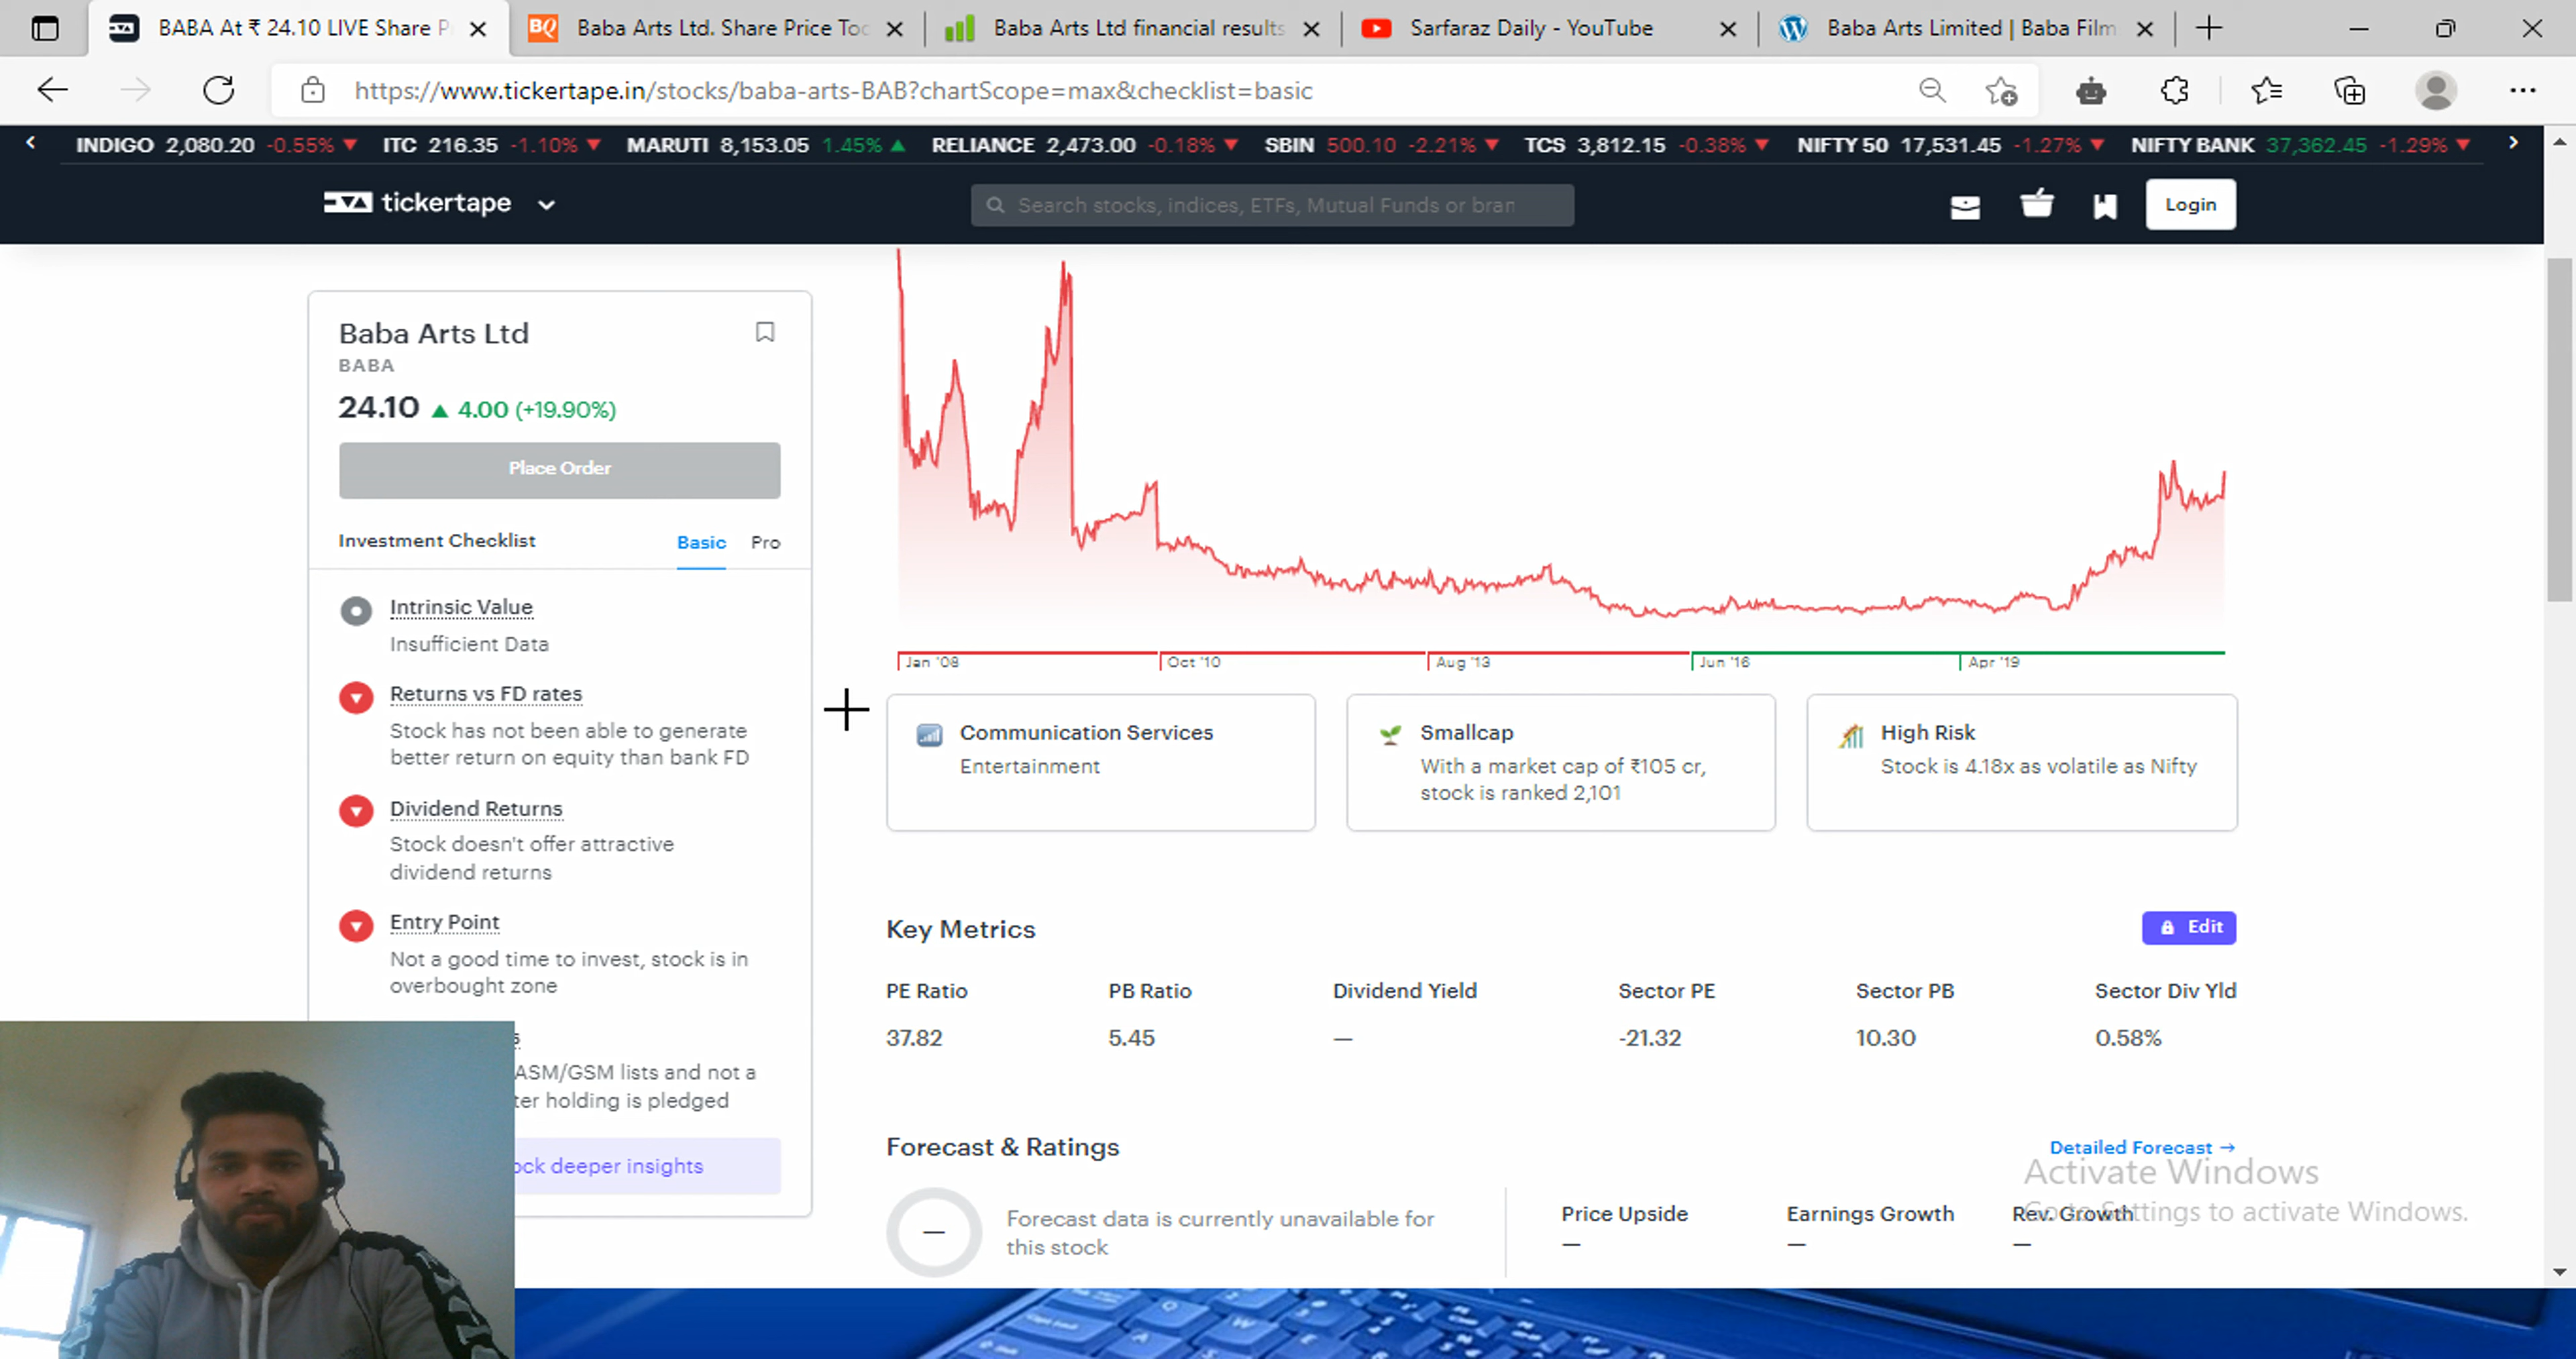 BABA At ₹ 24.10 LIVE Share P
Baba Arts Ltd. Share Price Too
Baba Arts Ltd financial results
Sarfaraz Daily - YouTube
Baba Arts Limited | Baba Film
https://www.tickertape.in/stocks/baba-arts-BAB?chartScope=max&checklist=basic
INDIGO 2,080.20 -0.55% ▼ ITC 216.35 -1.10% ▼ MARUTI 8,153.05 1.45% ▲ RELIANCE 2,473.00 -0.18% ▼ SBIN 500.10 -2.21% ▼ TCS 3,812.15 -0.38% ▼ NIFTY 50 17,531.45 -1.27% ▼ NIFTY BANK 37,362.45 -1.29% ▼
tickertape
Search stocks, indices, ETFs, Mutual Funds or bran
Login
Baba Arts Ltd
BABA
24.10 ▲ 4.00 (+19.90%)
Place Order
Investment Checklist Basic Pro
Intrinsic Value
Insufficient Data
Returns vs FD rates
Stock has not been able to generate
better return on equity than bank FD
Dividend Returns
Stock doesn't offer attractive
dividend returns
Entry Point
Not a good time to invest, stock is in
overbought zone
ASM/GSM lists and not a
ter holding is pledged
ock deeper insights
Jan '08 Oct '10 Aug '13 Jun '16 Apr '19
Communication Services
Entertainment
Smallcap
With a market cap of ₹105 cr,
stock is ranked 2,101
High Risk
Stock is 4.18x as volatile as Nifty
Key Metrics
Edit
PE Ratio PB Ratio Dividend Yield Sector PE Sector PB Sector Div Yld
37.82 5.45 — -21.32 10.30 0.58%
Forecast & Ratings
Detailed Forecast →
Forecast data is currently unavailable for
this stock
Price Upside Earnings Growth Rev. Growth
— — —
Activate Windows
Go to Settings to activate Windows.